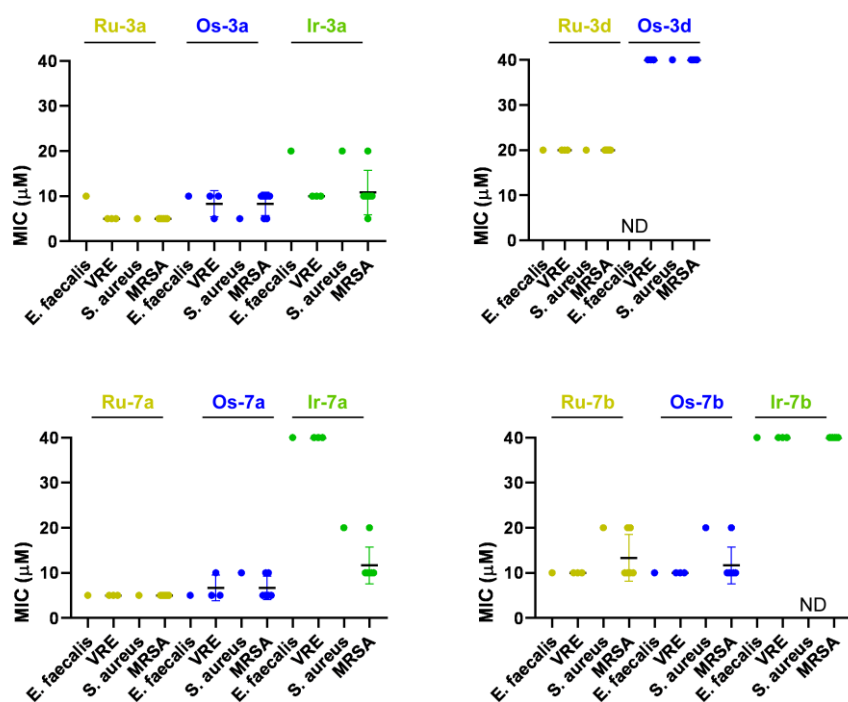 Ru-3a Os-3a Ir-3a
MIC (μM)
40
30
20
10
0
E. faecalis
VRE
S. aureus
MRSA
E. faecalis
VRE
S. aureus
MRSA
E. faecalis
VRE
S. aureus
MRSA
Ru-3d Os-3d
MIC (μM)
40
30
20
10
0
ND
E. faecalis
VRE
S. aureus
MRSA
E. faecalis
VRE
S. aureus
MRSA
Ru-7a Os-7a Ir-7a
MIC (μM)
40
30
20
10
0
E. faecalis
VRE
S. aureus
MRSA
E. faecalis
VRE
S. aureus
MRSA
E. faecalis
VRE
S. aureus
MRSA
Ru-7b Os-7b Ir-7b
MIC (μM)
40
30
20
10
0
ND
E. faecalis
VRE
S. aureus
MRSA
E. faecalis
VRE
S. aureus
MRSA
E. faecalis
VRE
S. aureus
MRSA